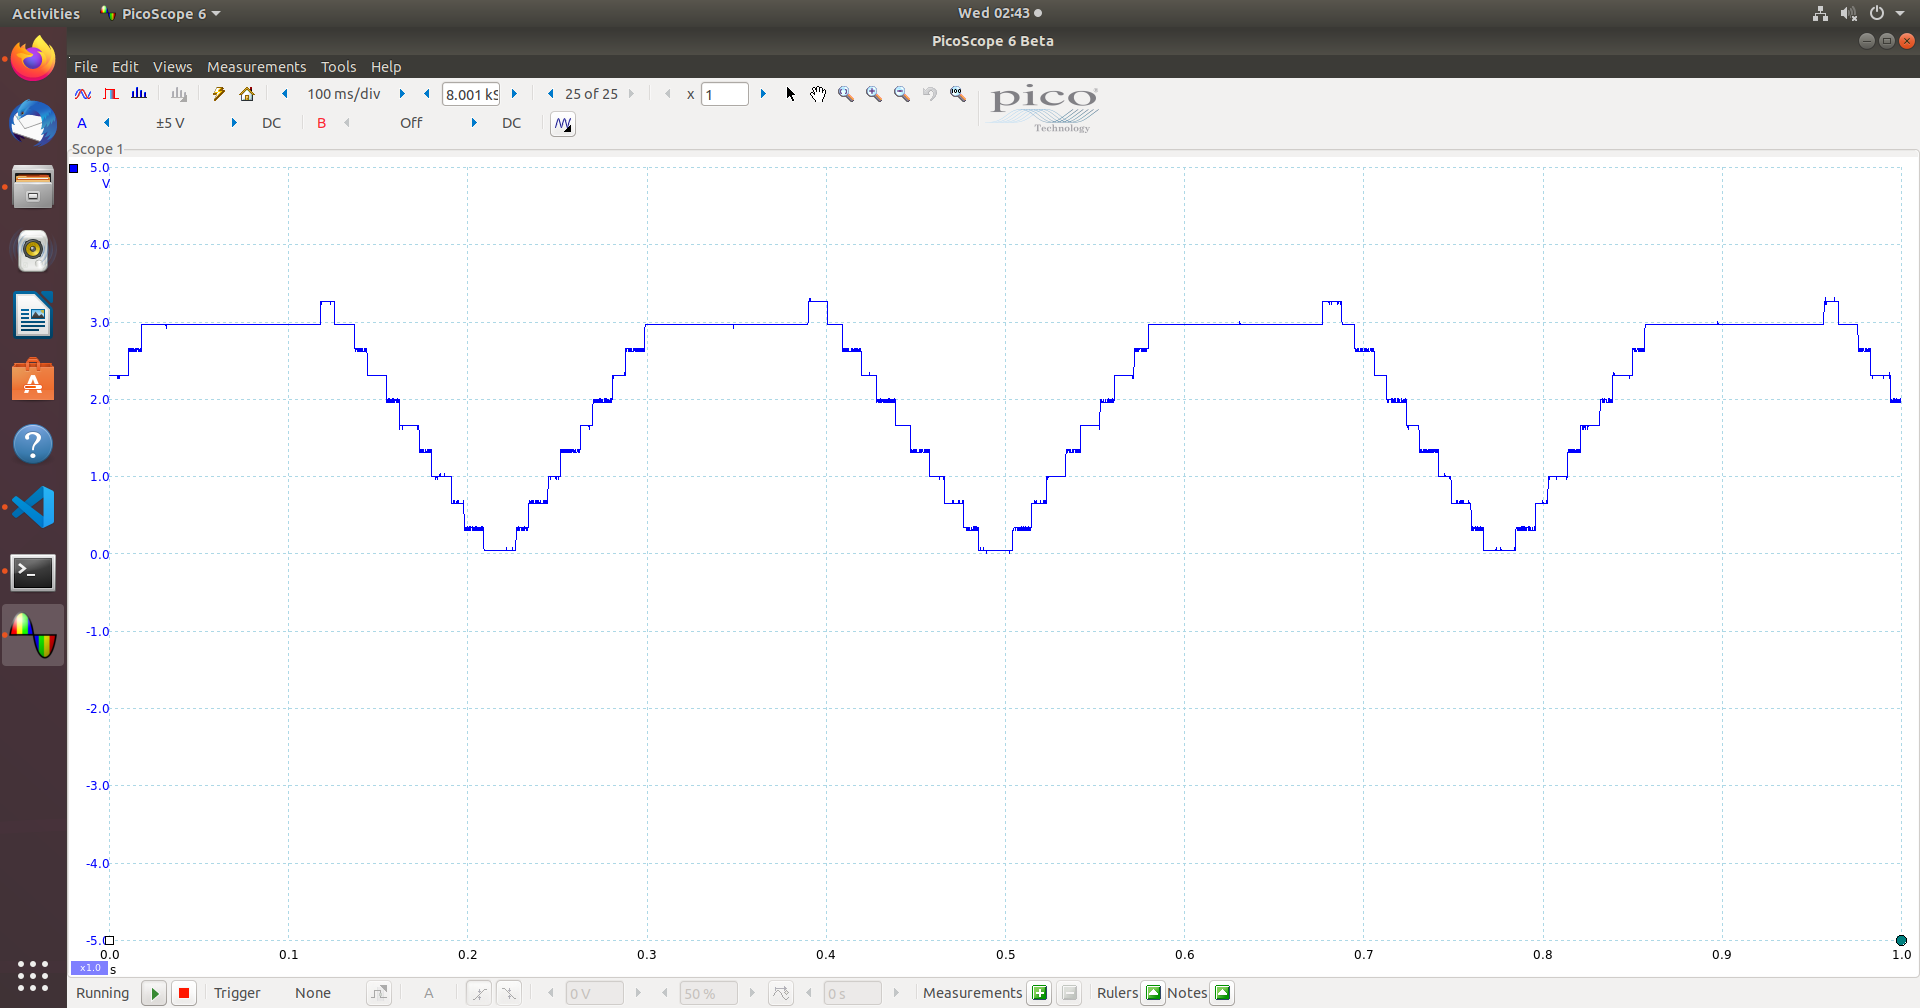 Activities PicoScope 6 Wed 02:43
PicoScope 6 Beta
File Edit Views Measurements Tools Help
100 ms/div 8.001 kS 25 of 25 x 1
pico
Technology
A ±5 V DC B Off DC
Scope 1
5.0
V
4.0
3.0
2.0
1.0
0.0
-1.0
-2.0
-3.0
-4.0
-5.0
0.0 0.1 0.2 0.3 0.4 0.5 0.6 0.7 0.8 0.9 1.0
x1.0 s
Running Trigger None A 0 V 50 % 0 s Measurements Rulers Notes